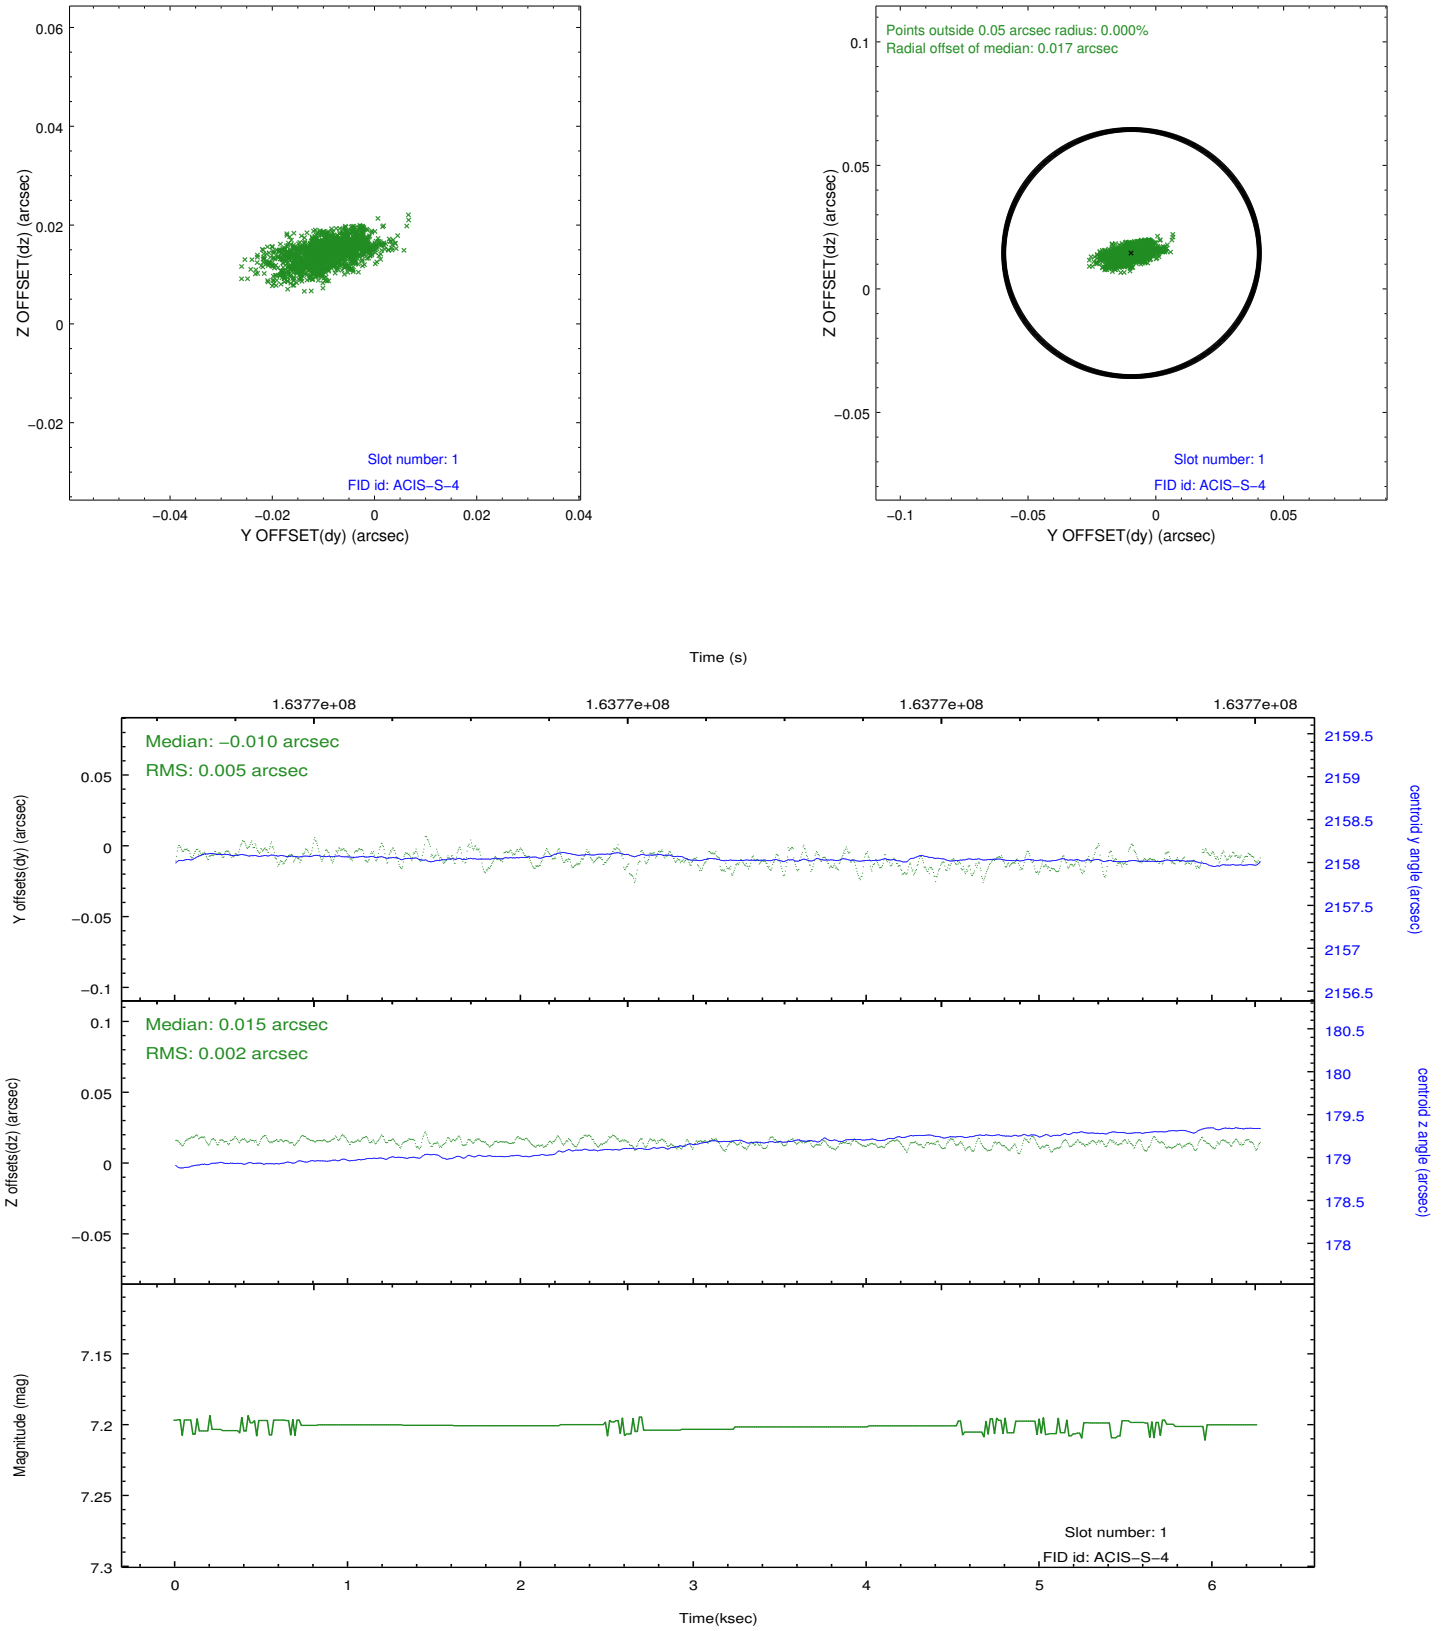 0.06
0.04
0.02
0
−0.02
−0.04
−0.02
0
0.02
0.04
Z OFFSET(dz) (arcsec)
Y OFFSET(dy) (arcsec)
Slot number: 1
FID id: ACIS−S−4
Points outside 0.05 arcsec radius: 0.000%
Radial offset of median: 0.017 arcsec
0.1
0.05
0
−0.05
−0.1
−0.05
0
0.05
Z OFFSET(dz) (arcsec)
Y OFFSET(dy) (arcsec)
Slot number: 1
FID id: ACIS−S−4
Time (s)
1.6377e+08
1.6377e+08
1.6377e+08
1.6377e+08
Median: −0.010 arcsec
RMS: 0.005 arcsec
0.05
0
−0.05
−0.1
Y offsets(dy) (arcsec)
2159.5
2159
2158.5
2158
2157.5
2157
2156.5
centroid y angle (arcsec)
Median: 0.015 arcsec
RMS: 0.002 arcsec
0.1
0.05
0
−0.05
Z offsets(dz) (arcsec)
180.5
180
179.5
179
178.5
178
centroid z angle (arcsec)
7.15
7.2
7.25
7.3
Magnitude (mag)
Slot number: 1
FID id: ACIS−S−4
0
1
2
3
4
5
6
Time(ksec)